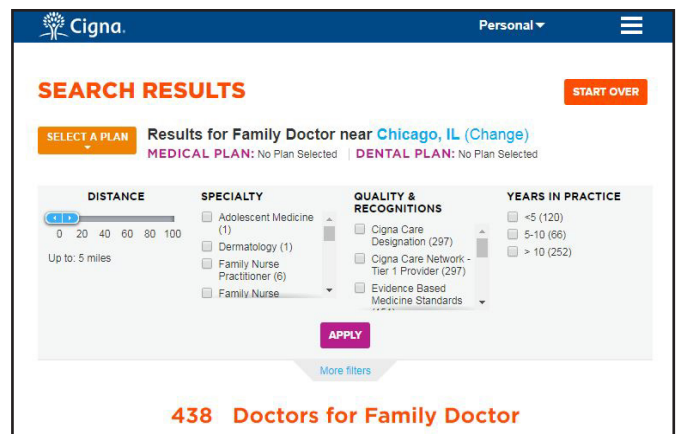 Cigna.
Personal
SEARCH RESULTS
START OVER
SELECT A PLAN
Results for Family Doctor near Chicago, IL (Change)
MEDICAL PLAN: No Plan Selected | DENTAL PLAN: No Plan Selected
DISTANCE
0 20 40 60 80 100
Up to: 5 miles
SPECIALTY
Adolescent Medicine
(1)
Dermatology (1)
Family Nurse
Practitioner (6)
Family Nurse
QUALITY &
RECOGNITIONS
Cigna Care
Designation (297)
Cigna Care Network -
Tier 1 Provider (297)
Evidence Based
Medicine Standards
YEARS IN PRACTICE
<5 (120)
5-10 (66)
> 10 (252)
APPLY
More filters
438 Doctors for Family Doctor